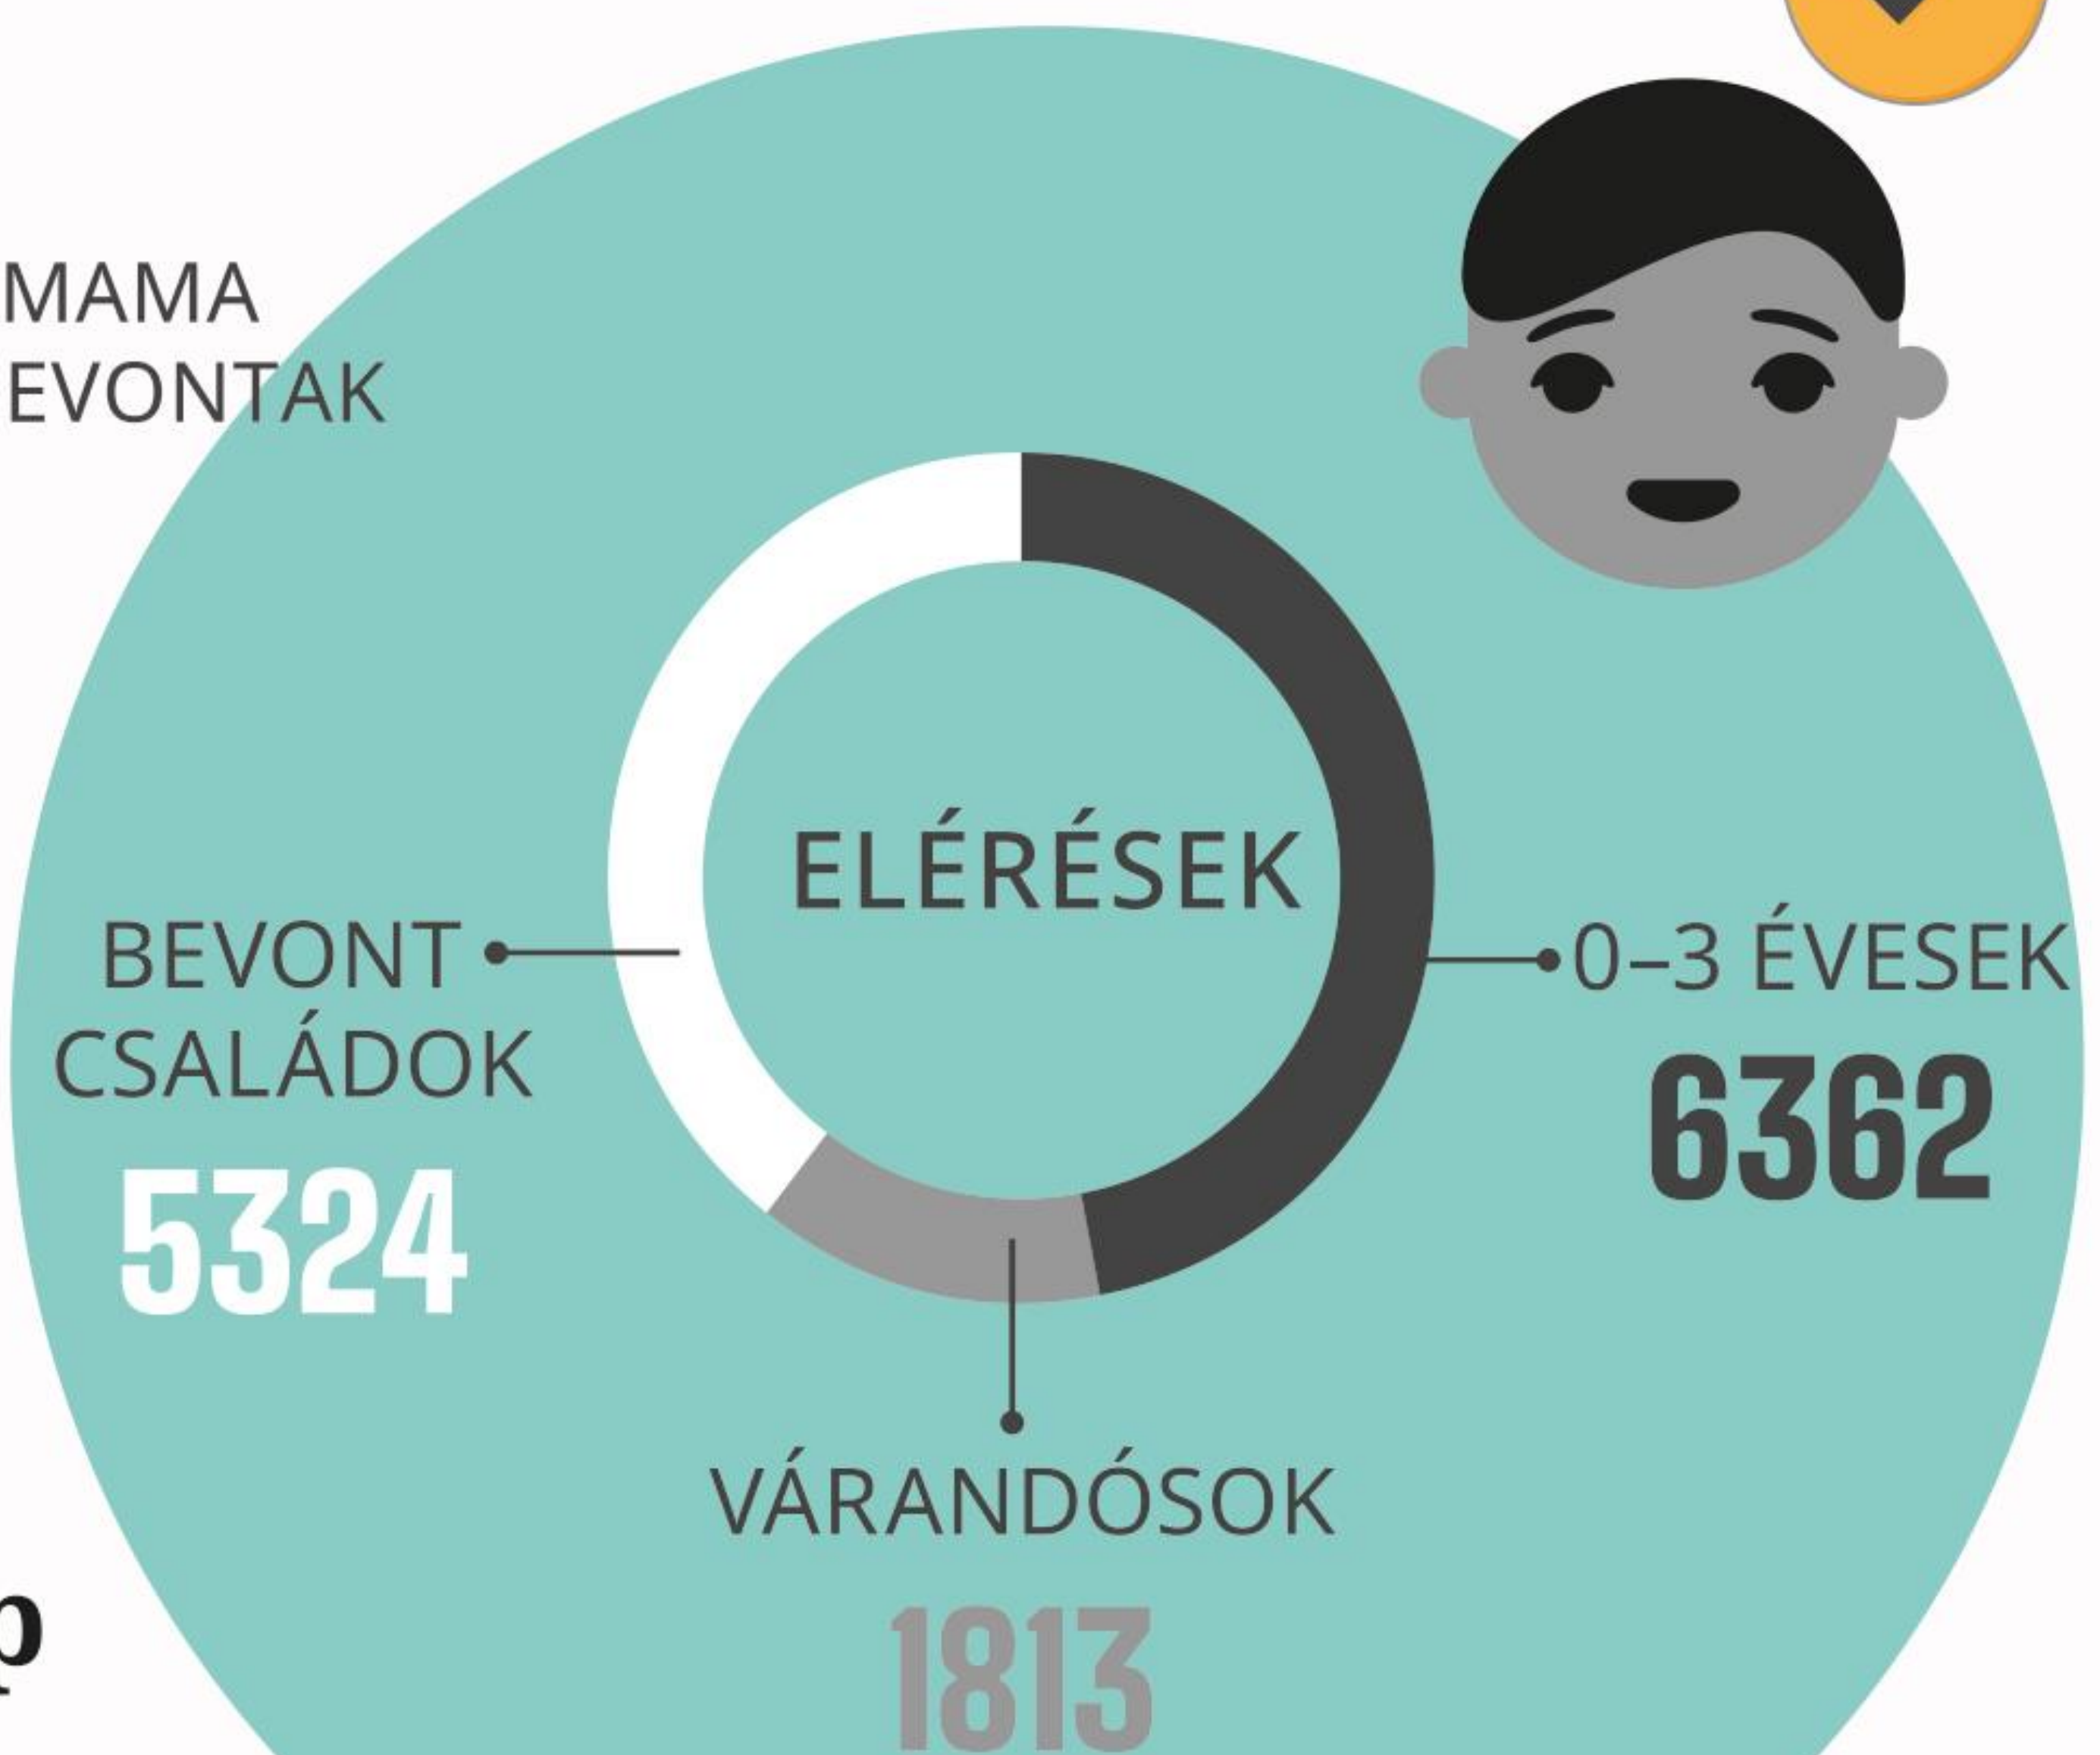 MAMA
EVONTAK
ELÉRÉSEK
BEVONT
CSALÁDOK
5324
0–3 ÉVESEK
6362
VÁRANDÓSOK
1813
p